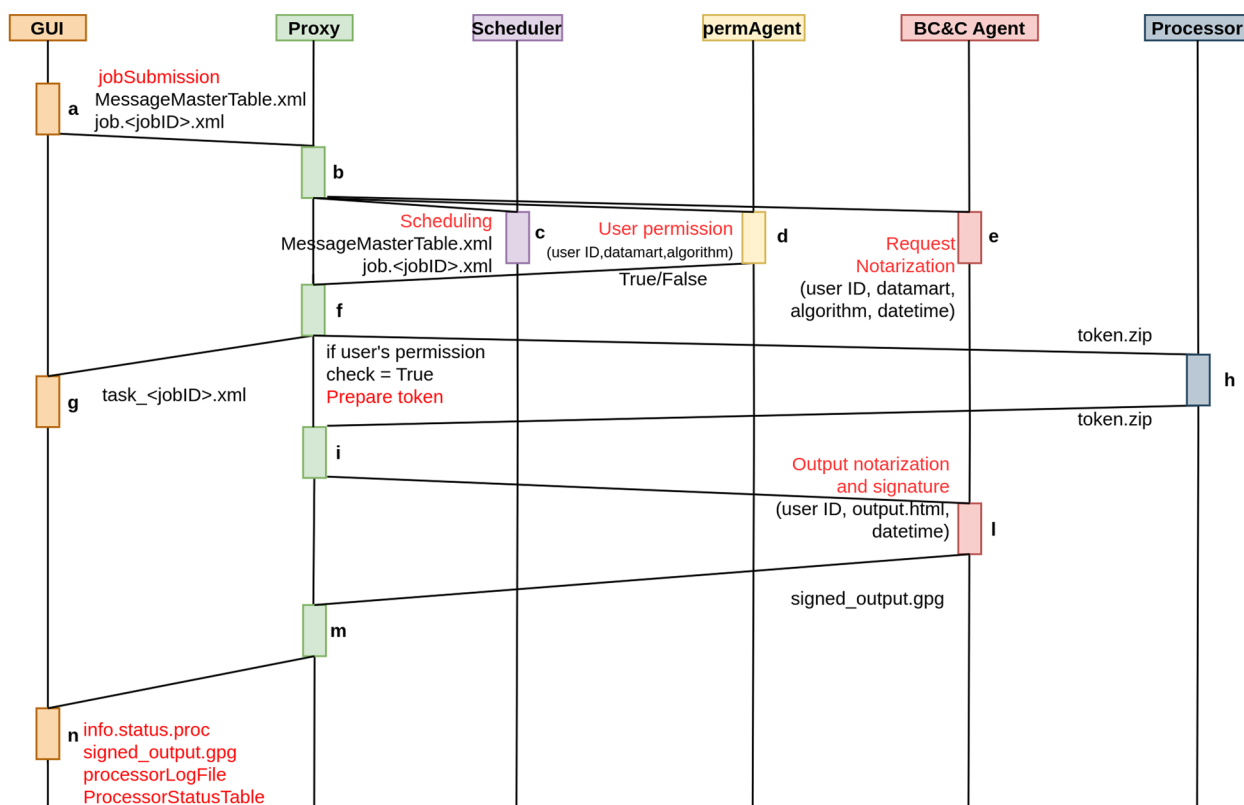 GUI
Proxy
Scheduler
permAgent
BC&C Agent
Processor
jobSubmission
MessageMasterTable.xml
job.<jobID>.xml
a
b
Scheduling
MessageMasterTable.xml
job.<jobID>.xml
c
User permission
(user ID,datamart,algorithm)
d
True/False
Request
Notarization
(user ID, datamart,
algorithm, datetime)
e
f
if user's permission
check = True
Prepare token
token.zip
task_<jobID>.xml
g
h
token.zip
i
Output notarization
and signature
(user ID, output.html,
datetime)
l
signed_output.gpg
m
n
info.status.proc
signed_output.gpg
processorLogFile
ProcessorStatusTable